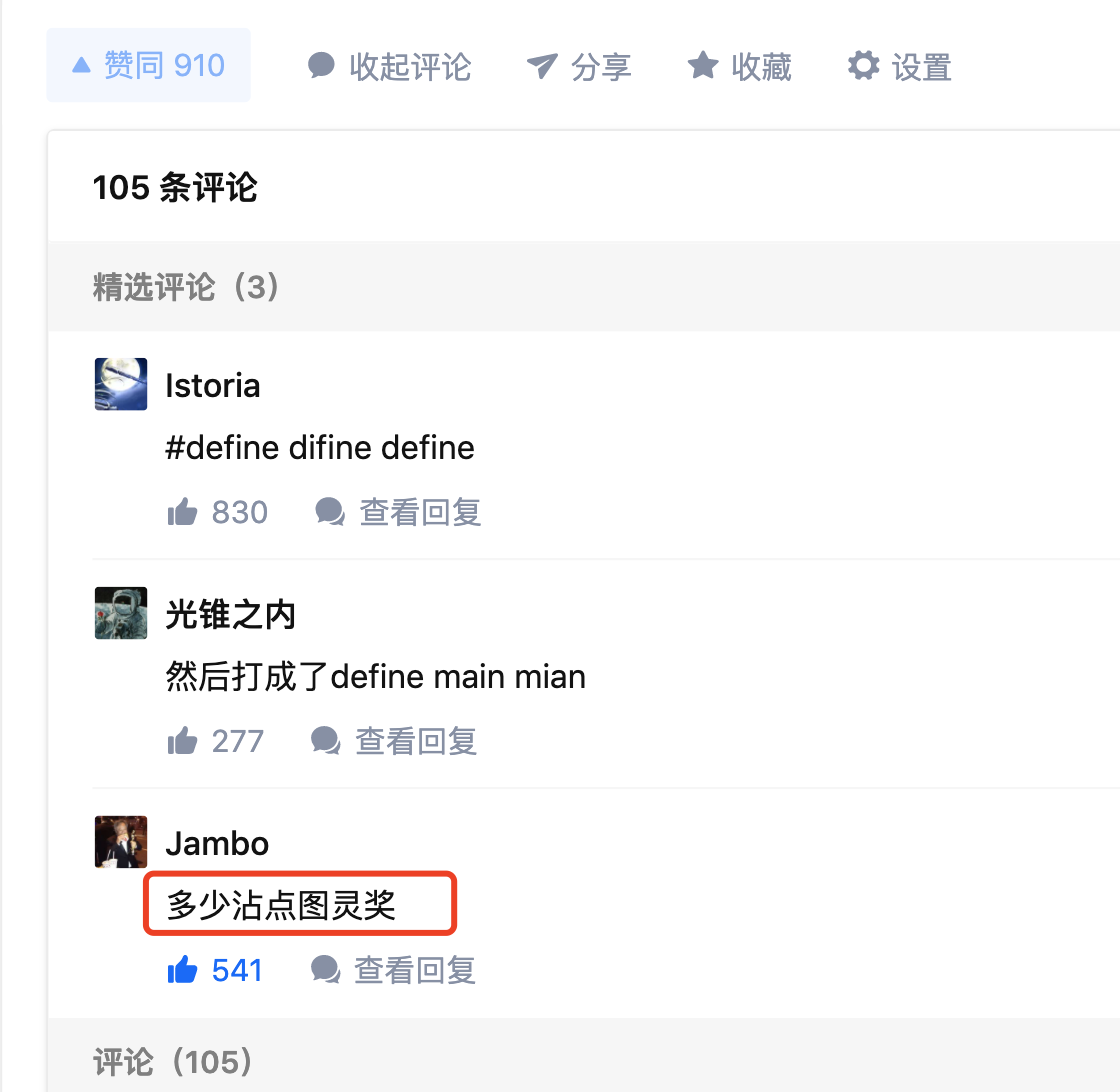 赞同 910 收起评论 分享 收藏 设置
105 条评论
精选评论（3）
Istoria
#define difine define
830 查看回复
光锥之内
然后打成了define main mian
277 查看回复
Jambo
多少沾点图灵奖
541 查看回复
评论（105）